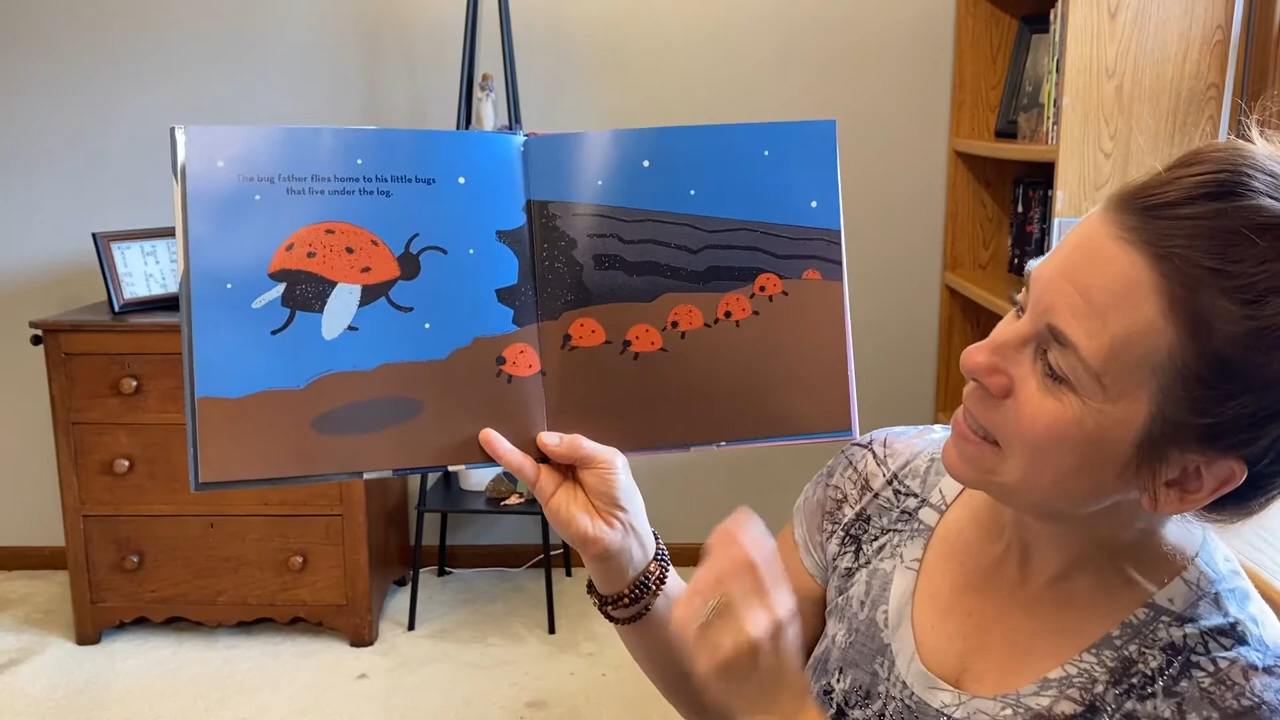 The bug father flies home to his little bugs
that live under the log.